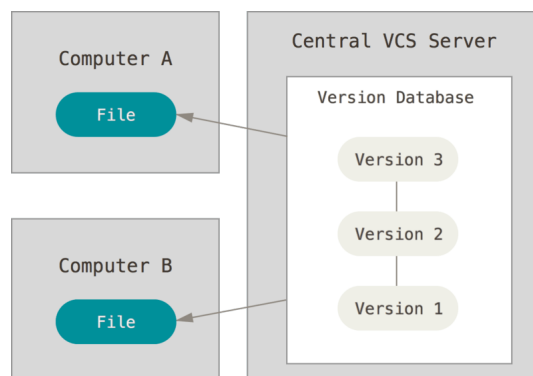 Computer A
File
Computer B
File
Central VCS Server
Version Database
Version 3
Version 2
Version 1